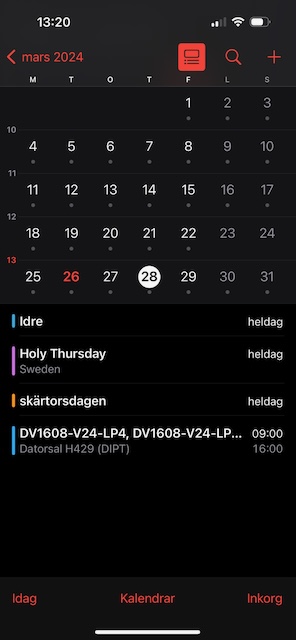 13:20
mars 2024
M T O T F L S
1 2 3
10
4 5 6 7 8 9 10
11
11 12 13 14 15 16 17
12
18 19 20 21 22 23 24
13
25 26 27 28 29 30 31
Idre heldag
Holy Thursday heldag
Sweden
skärtorsdagen heldag
DV1608-V24-LP4, DV1608-V24-LP... 09:00
Datorsal H429 (DIPT) 16:00
Idag Kalendrar Inkorg